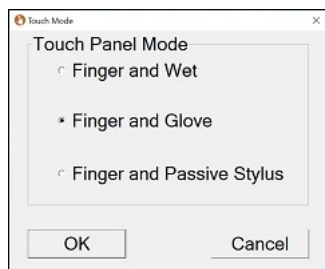 Touch Mode
Touch Panel Mode
Finger and Wet
Finger and Glove
Finger and Passive Stylus
OK
Cancel